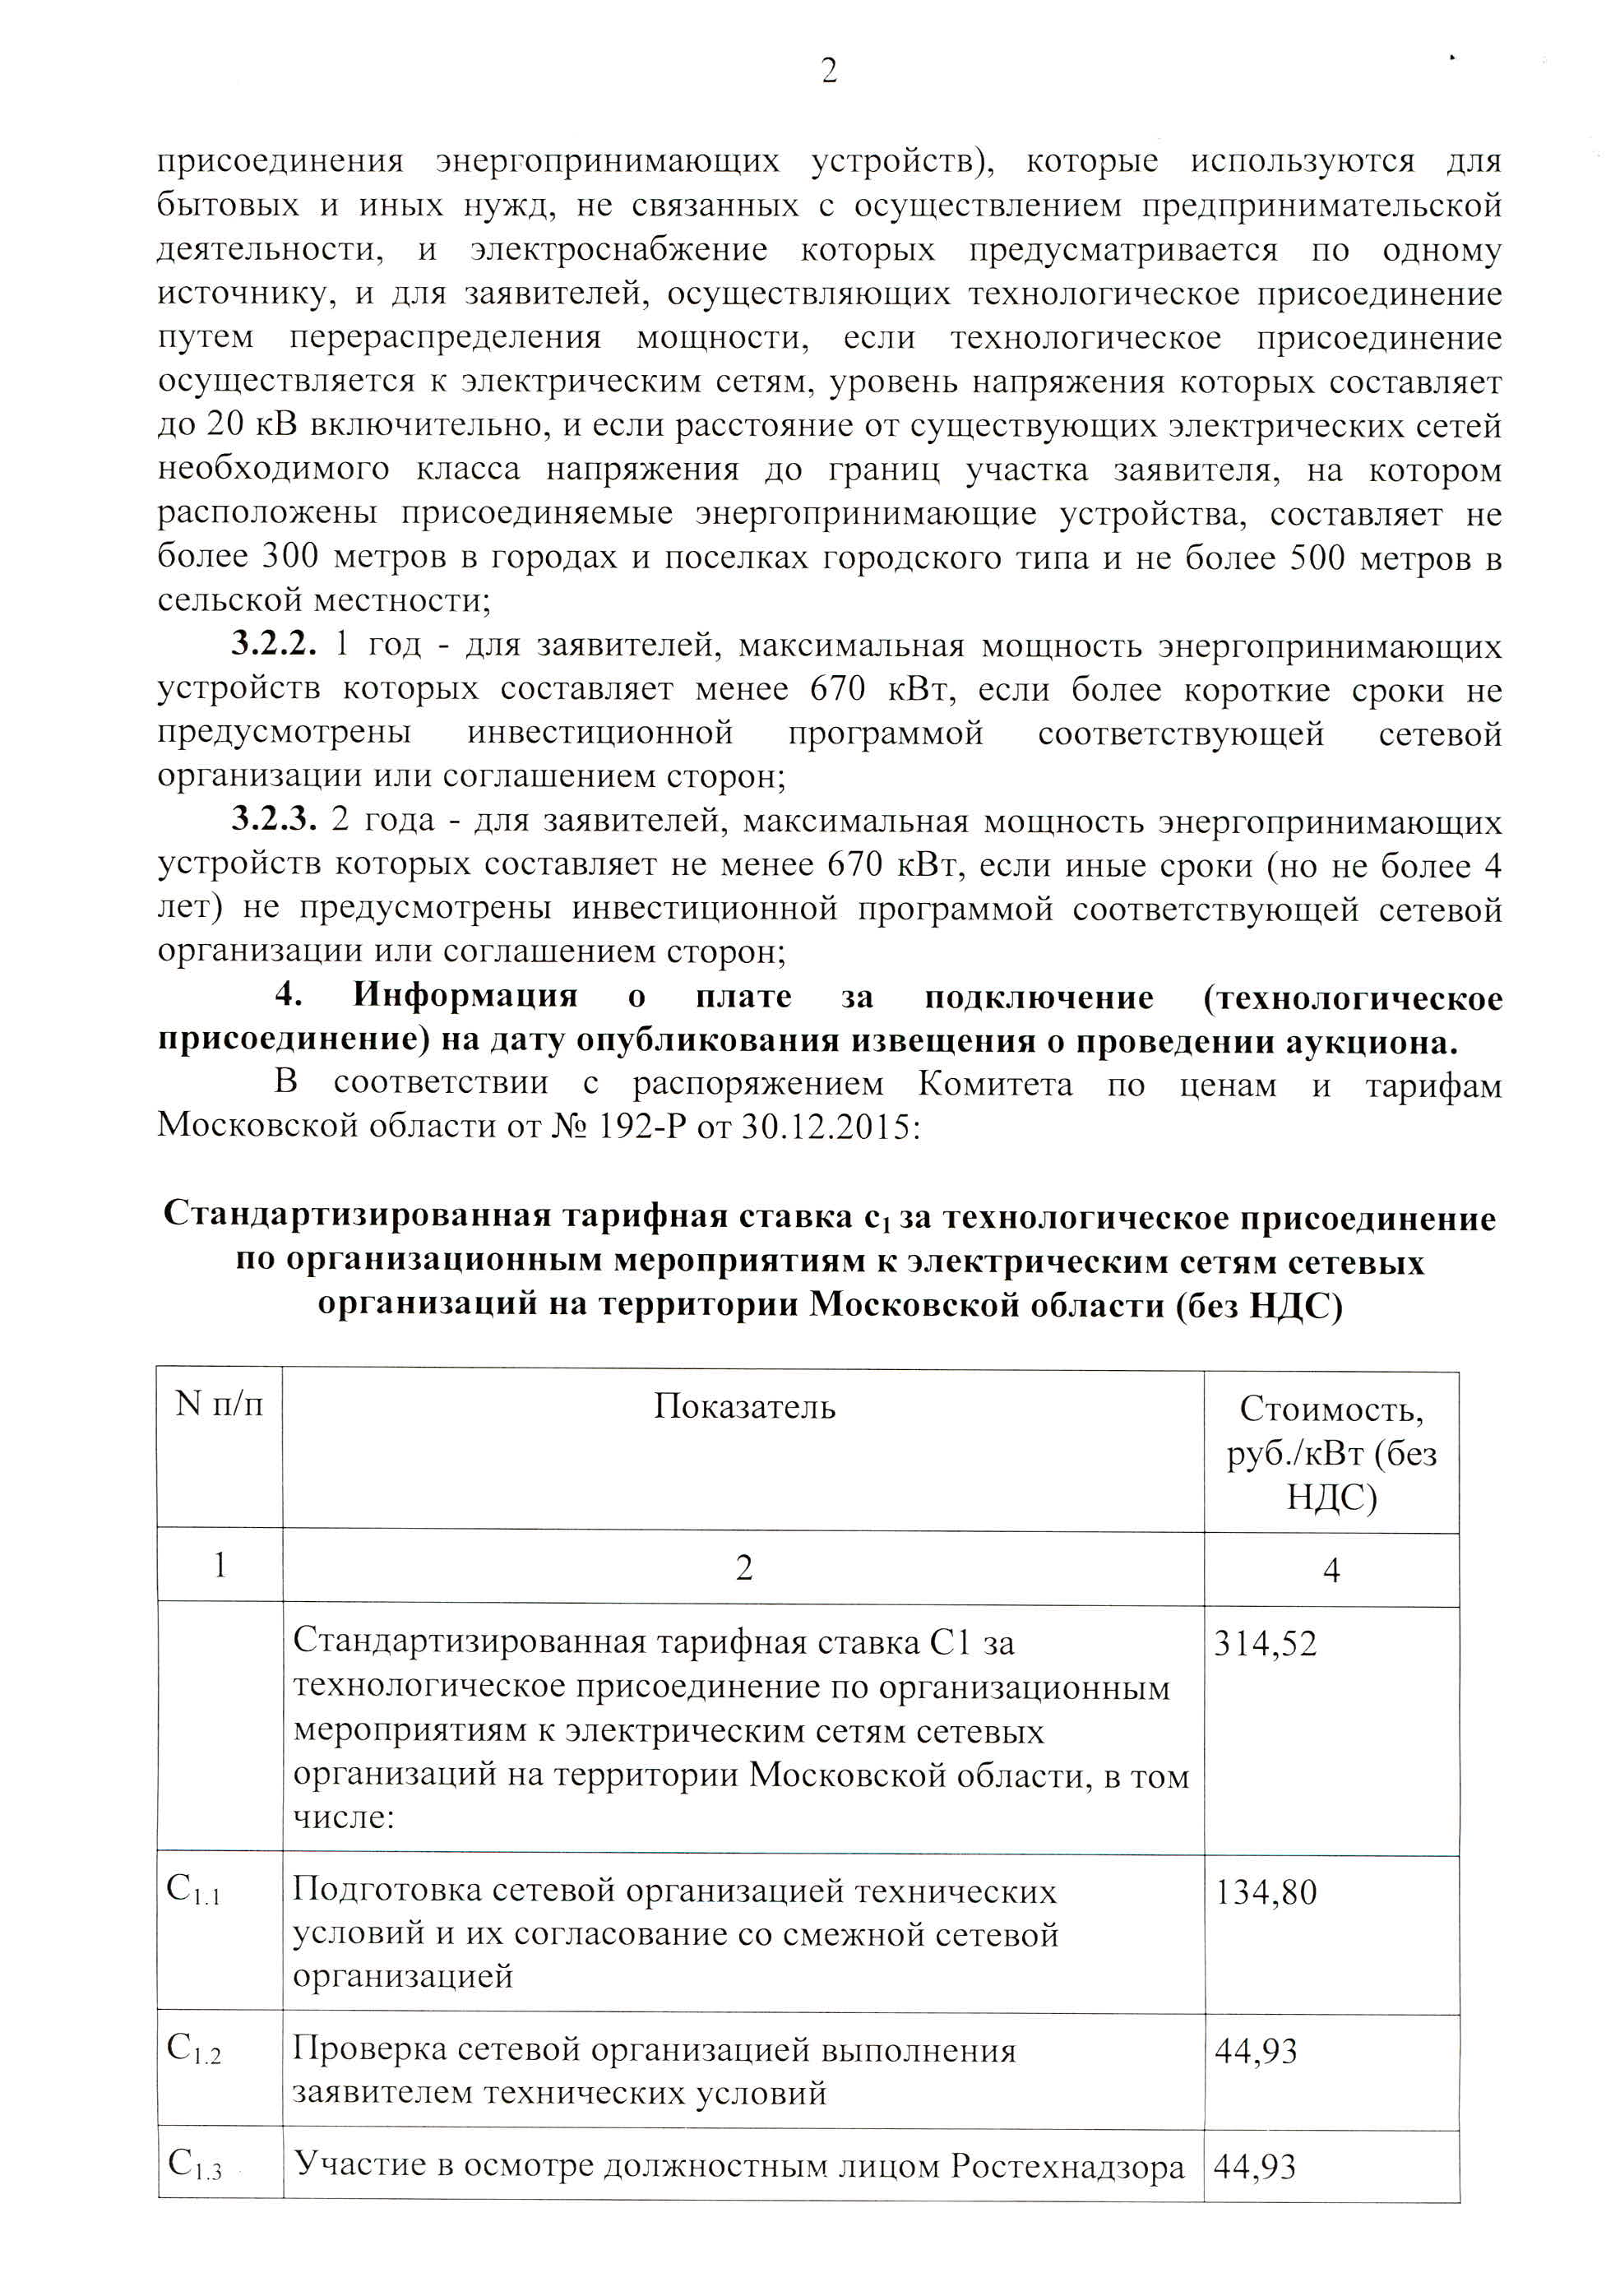 2
присоединения энергопринимающих устройств), которые используются для
бытовых и иных нужд, не связанных с осуществлением предпринимательской
деятельности, и электроснабжение которых предусматривается по одному
источнику, и для заявителей, осуществляющих технологическое присоединение
путем перераспределения мощности, если технологическое присоединение
осуществляется к электрическим сетям, уровень напряжения которых составляет
до 20 кВ включительно, и если расстояние от существующих электрических сетей
необходимого класса напряжения до границ участка заявителя, на котором
расположены присоединяемые энергопринимающие устройства, составляет не
более 300 метров в городах и поселках городского типа и не более 500 метров в
сельской местности;
3.2.2. 1 год - для заявителей, максимальная мощность энергопринимающих
устройств которых составляет менее 670 кВт, если более короткие сроки не
предусмотрены инвестиционной программой соответствующей сетевой
организации или соглашением сторон;
3.2.3. 2 года - для заявителей, максимальная мощность энергопринимающих
устройств которых составляет не менее 670 кВт, если иные сроки (но не более 4
лет) не предусмотрены инвестиционной программой соответствующей сетевой
организации или соглашением сторон;
4. Информация о плате за подключение (технологическое
присоединение) на дату опубликования извещения о проведении аукциона.
В соответствии с распоряжением Комитета по ценам и тарифам
Московской области от № 192-Р от 30.12.2015:
Стандартизированная тарифная ставка с1 за технологическое присоединение
по организационным мероприятиям к электрическим сетям сетевых
организаций на территории Московской области (без НДС)
N п/п
Показатель
Стоимость,
руб./кВт (без
НДС)
1
2
4
Стандартизированная тарифная ставка С1 за
технологическое присоединение по организационным
мероприятиям к электрическим сетям сетевых
организаций на территории Московской области, в том
числе:
314,52
С1.1
Подготовка сетевой организацией технических
условий и их согласование со смежной сетевой
организацией
134,80
С1.2
Проверка сетевой организацией выполнения
заявителем технических условий
44,93
С1.3
Участие в осмотре должностным лицом Ростехнадзора
44,93